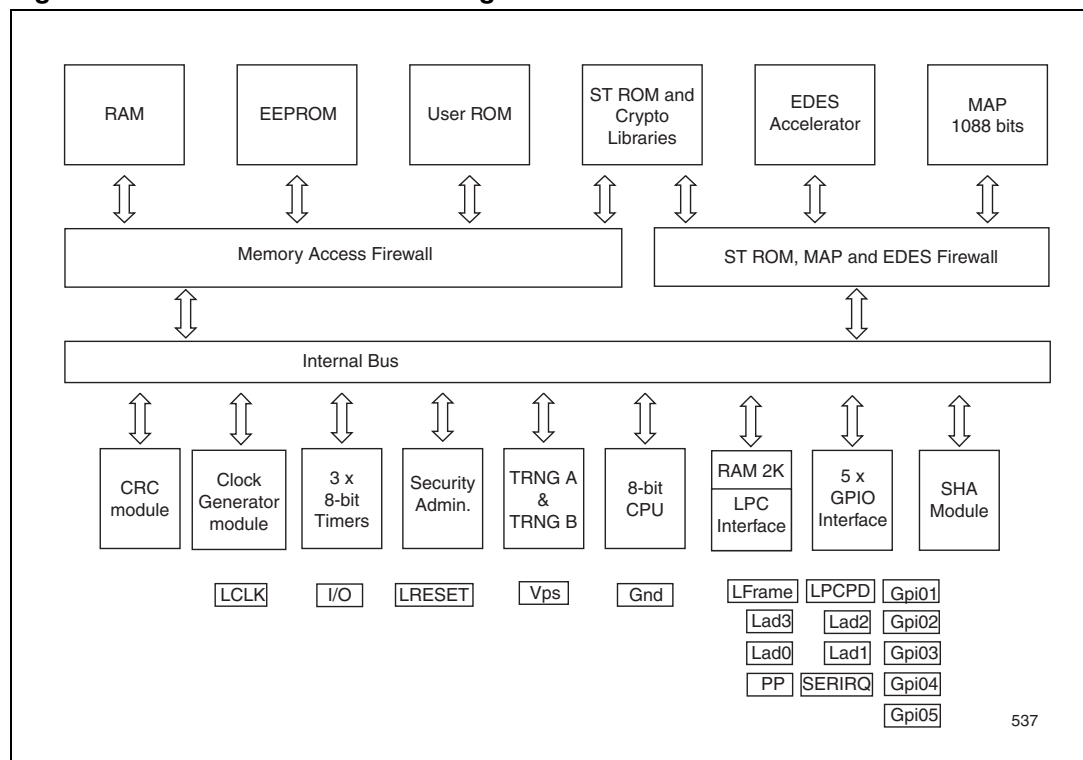 RAM
EEPROM
User ROM
ST ROM and
Crypto
Libraries
EDES
Accelerator
MAP
1088 bits
Memory Access Firewall
ST ROM, MAP and EDES Firewall
Internal Bus
CRC
module
Clock
Generator
module
3 x
8-bit
Timers
Security
Admin.
TRNG A
&
TRNG B
8-bit
CPU
RAM 2K
LPC
Interface
5 x
GPIO
Interface
SHA
Module
LCLK
I/O
LRESET
Vps
Gnd
LFrame
LPCPD
Gpi01
Lad3
Lad2
Gpi02
Lad0
Lad1
Gpi03
PP
SERIRQ
Gpi04
Gpi05
537